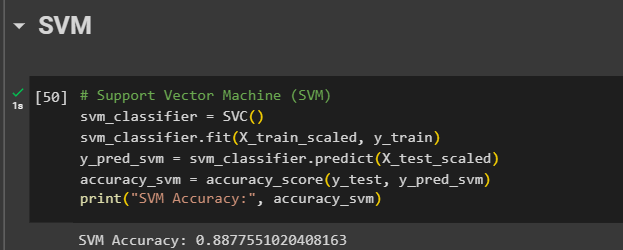 SVM
[50] # Support Vector Machine (SVM)
1s svm_classifier = SVC()
svm_classifier.fit(X_train_scaled, y_train)
y_pred_svm = svm_classifier.predict(X_test_scaled)
accuracy_svm = accuracy_score(y_test, y_pred_svm)
print("SVM Accuracy:", accuracy_svm)
SVM Accuracy: 0.8877551020408163